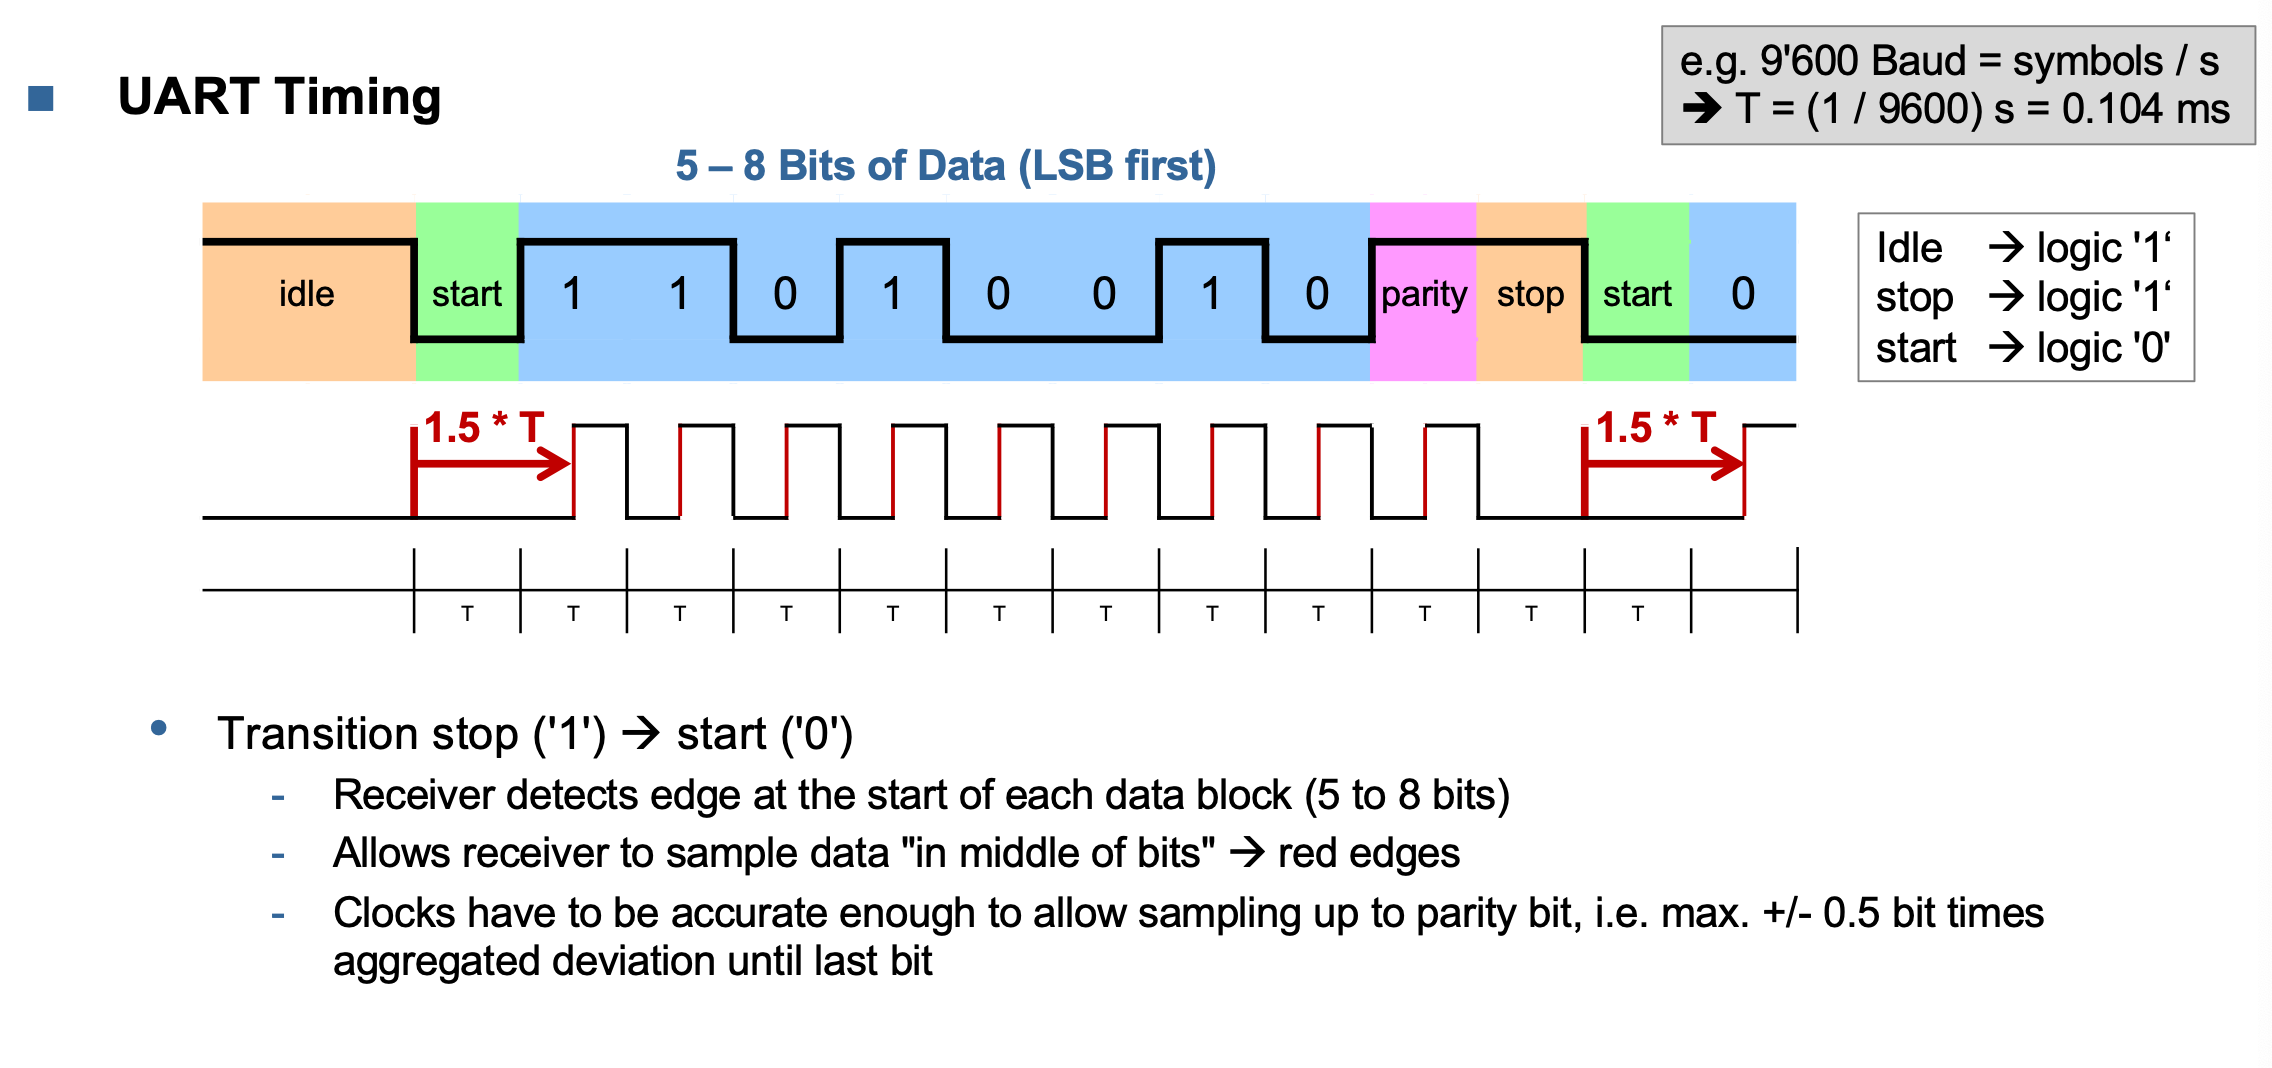 e.g. 9'600 Baud = symbols / s
➔ T = (1 / 9600) s = 0.104 ms
■ UART Timing
5 – 8 Bits of Data (LSB first)
idle start 1 1 0 1 0 0 1 0 parity stop start 0
Idle → logic '1‘
stop → logic '1‘
start → logic '0'
1.5 * T 1.5 * T
T T T T T T T T T T T T
• Transition stop ('1') → start ('0')
- Receiver detects edge at the start of each data block (5 to 8 bits)
- Allows receiver to sample data "in middle of bits" → red edges
- Clocks have to be accurate enough to allow sampling up to parity bit, i.e. max. +/- 0.5 bit times
aggregated deviation until last bit